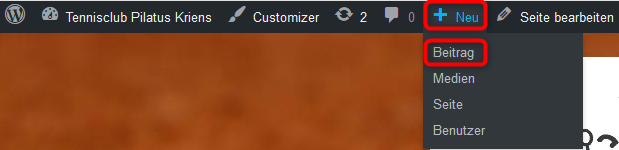 Tennisclub Pilatus Kriens Customizer 2 0 + Neu Seite bearbeiten
Beitrag
Medien
Seite
Benutzer